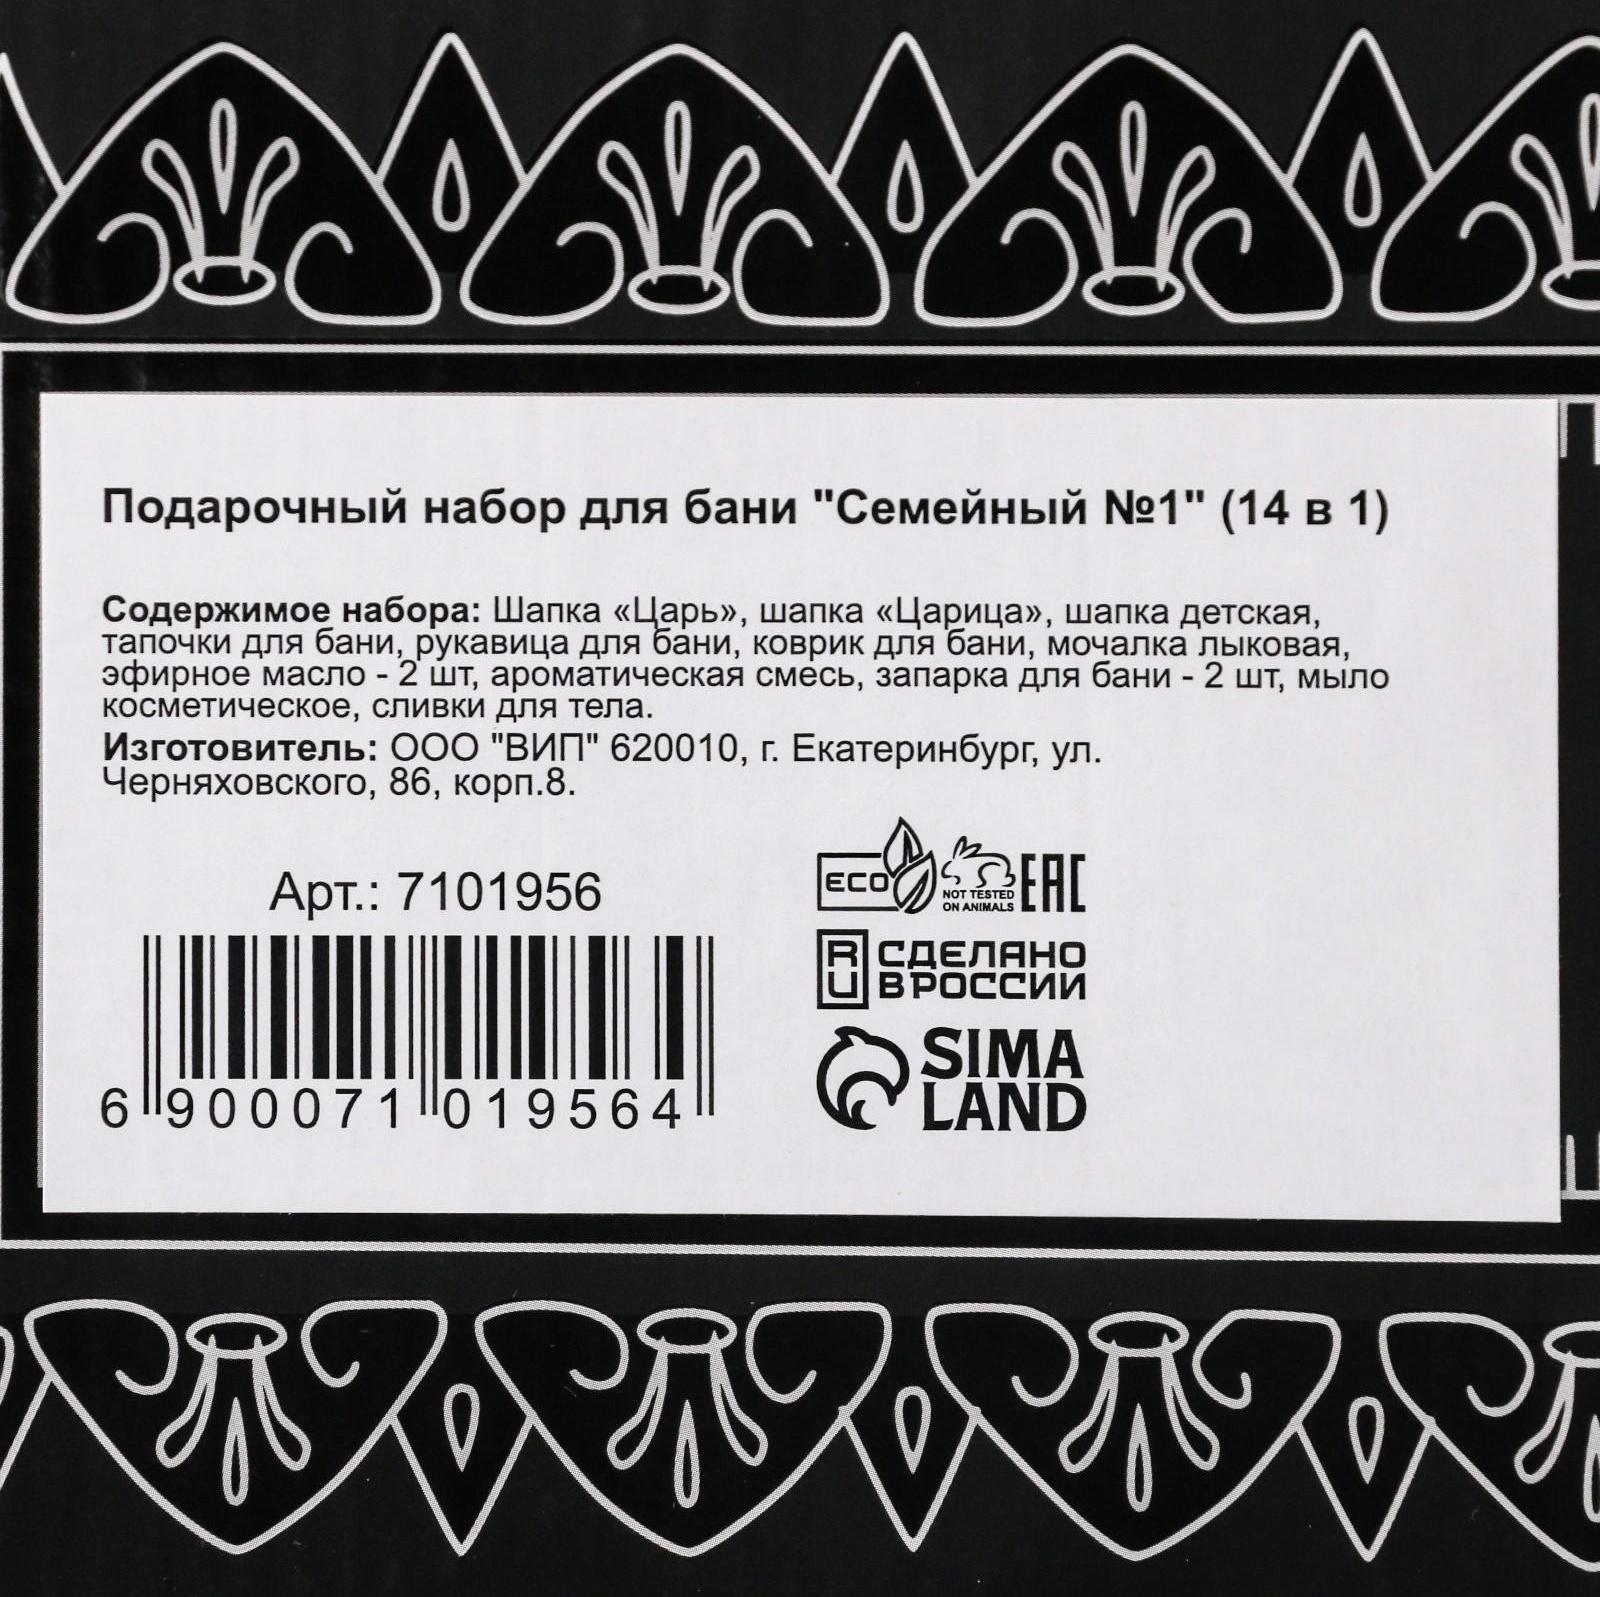 Подарочный набор для бани "Семейный №1" (14 в 1)
Содержимое набора: Шапка «Царь», шапка «Царица», шапка детская,
тапочки для бани, рукавица для бани, коврик для бани, мочалка лыковая,
эфирное масло - 2 шт, ароматическая смесь, запарка для бани - 2 шт, мыло
косметическое, сливки для тела.
Изготовитель: ООО "ВИП" 620010, г. Екатеринбург, ул.
Черняховского, 86, корп.8.
Арт.: 7101956
6 900071 019564
ECO
NOT TESTED
ON ANIMALS
EAC
RU
СДЕЛАНО
В РОССИИ
SIMA
LAND